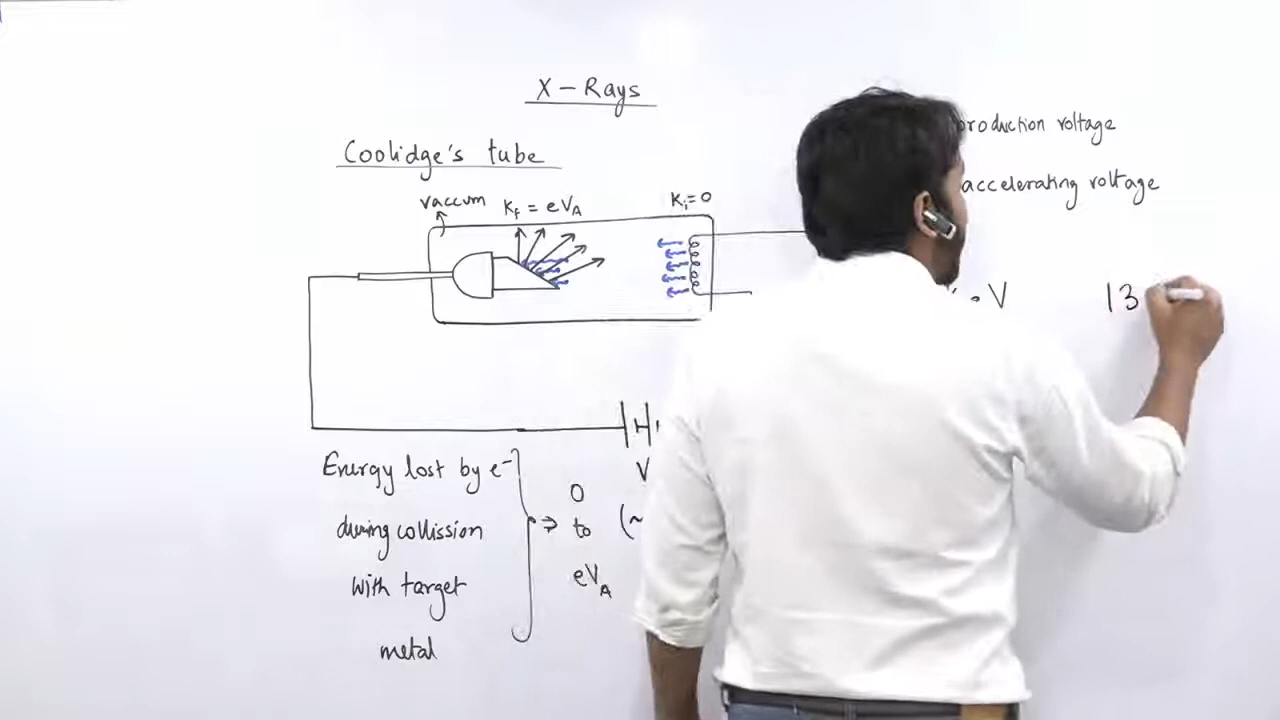 X - Rays
Coolidge's tube
production voltage
accelerating voltage
vaccum
K_f = eV_A
K_i = 0
eV
13
Energy lost by e⁻
during collission
with target
metal
⇒
0
to
eV_A
V
(~